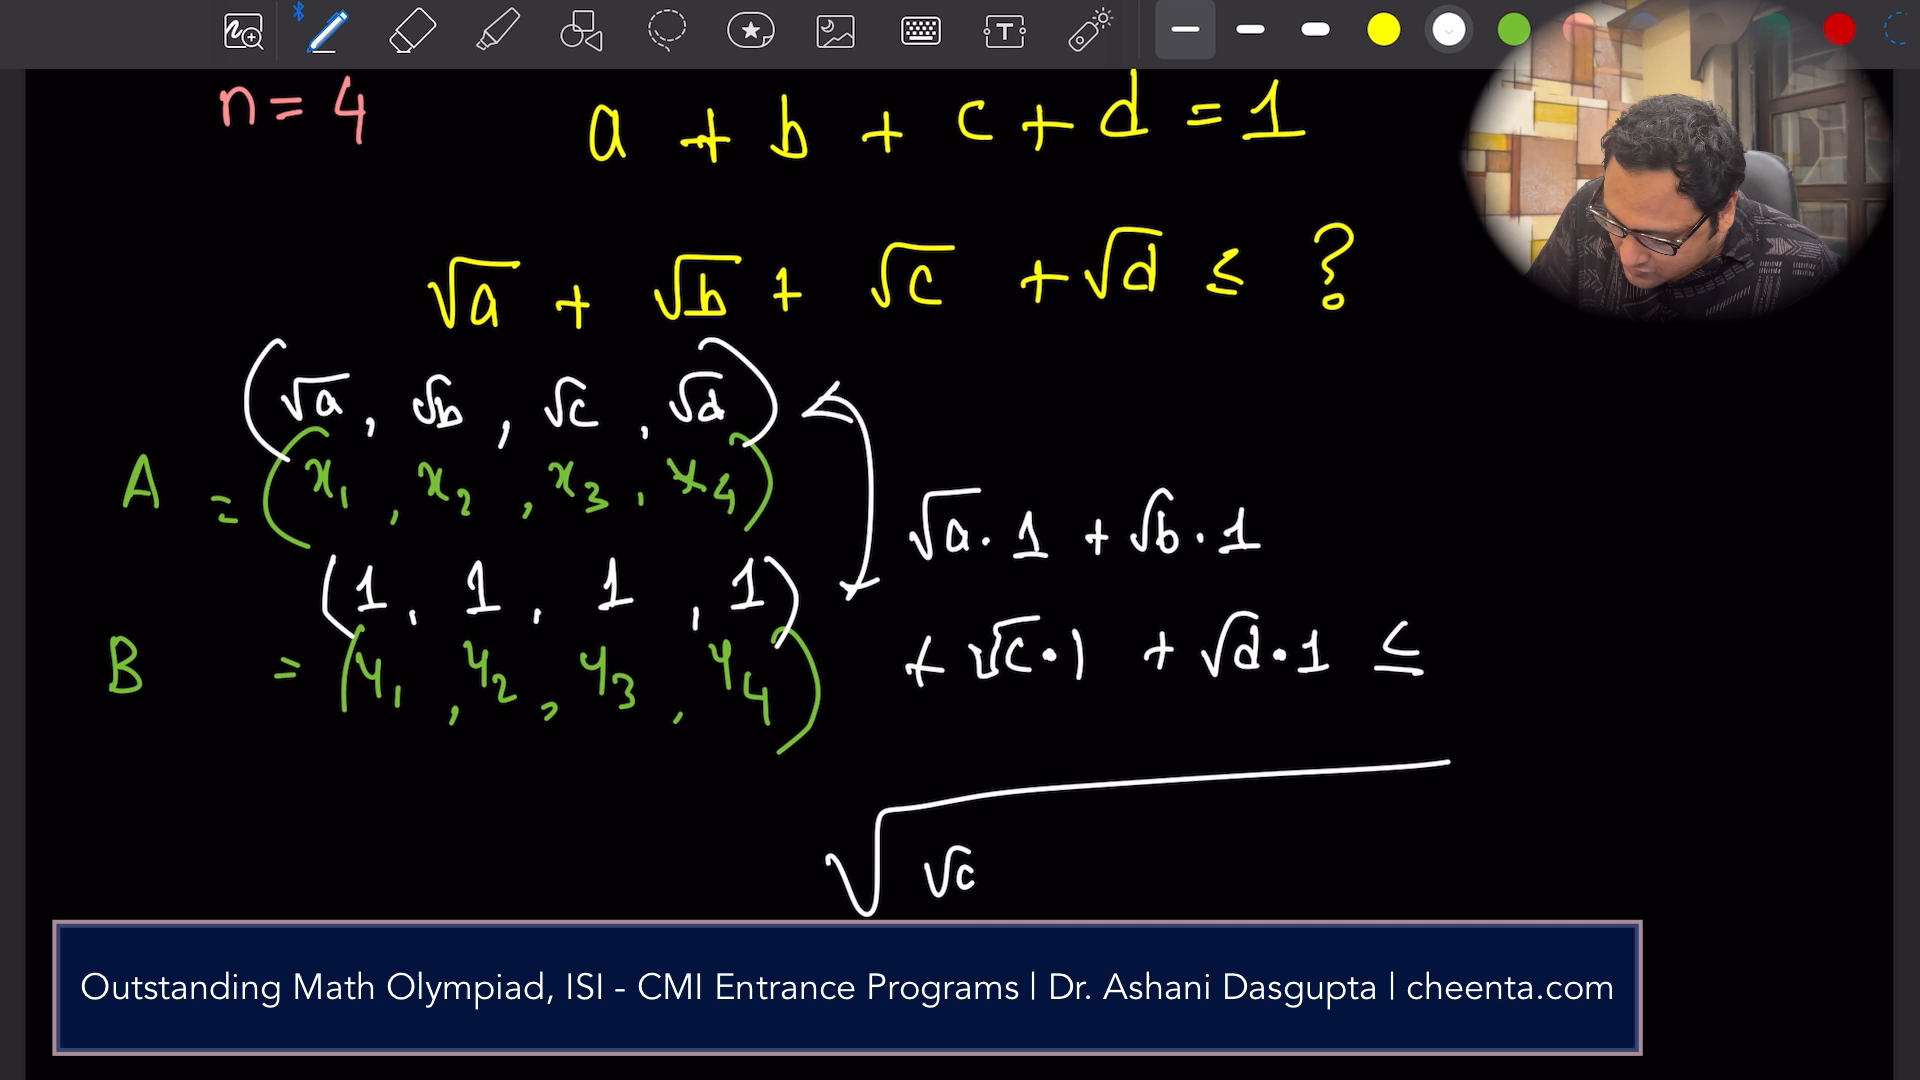 n = 4
a + b + c + d = 1
√a + √b + √c + √d ≤ ?
(√a, √b, √c, √d)
A = (x₁, x₂, x₃, x₄)
(1, 1, 1, 1)
B = (y₁, y₂, y₃, y₄)
√a · 1 + √b · 1
+ √c · 1 + √d · 1 ≤
√ √c
Outstanding Math Olympiad, ISI - CMI Entrance Programs | Dr. Ashani Dasgupta | cheenta.com